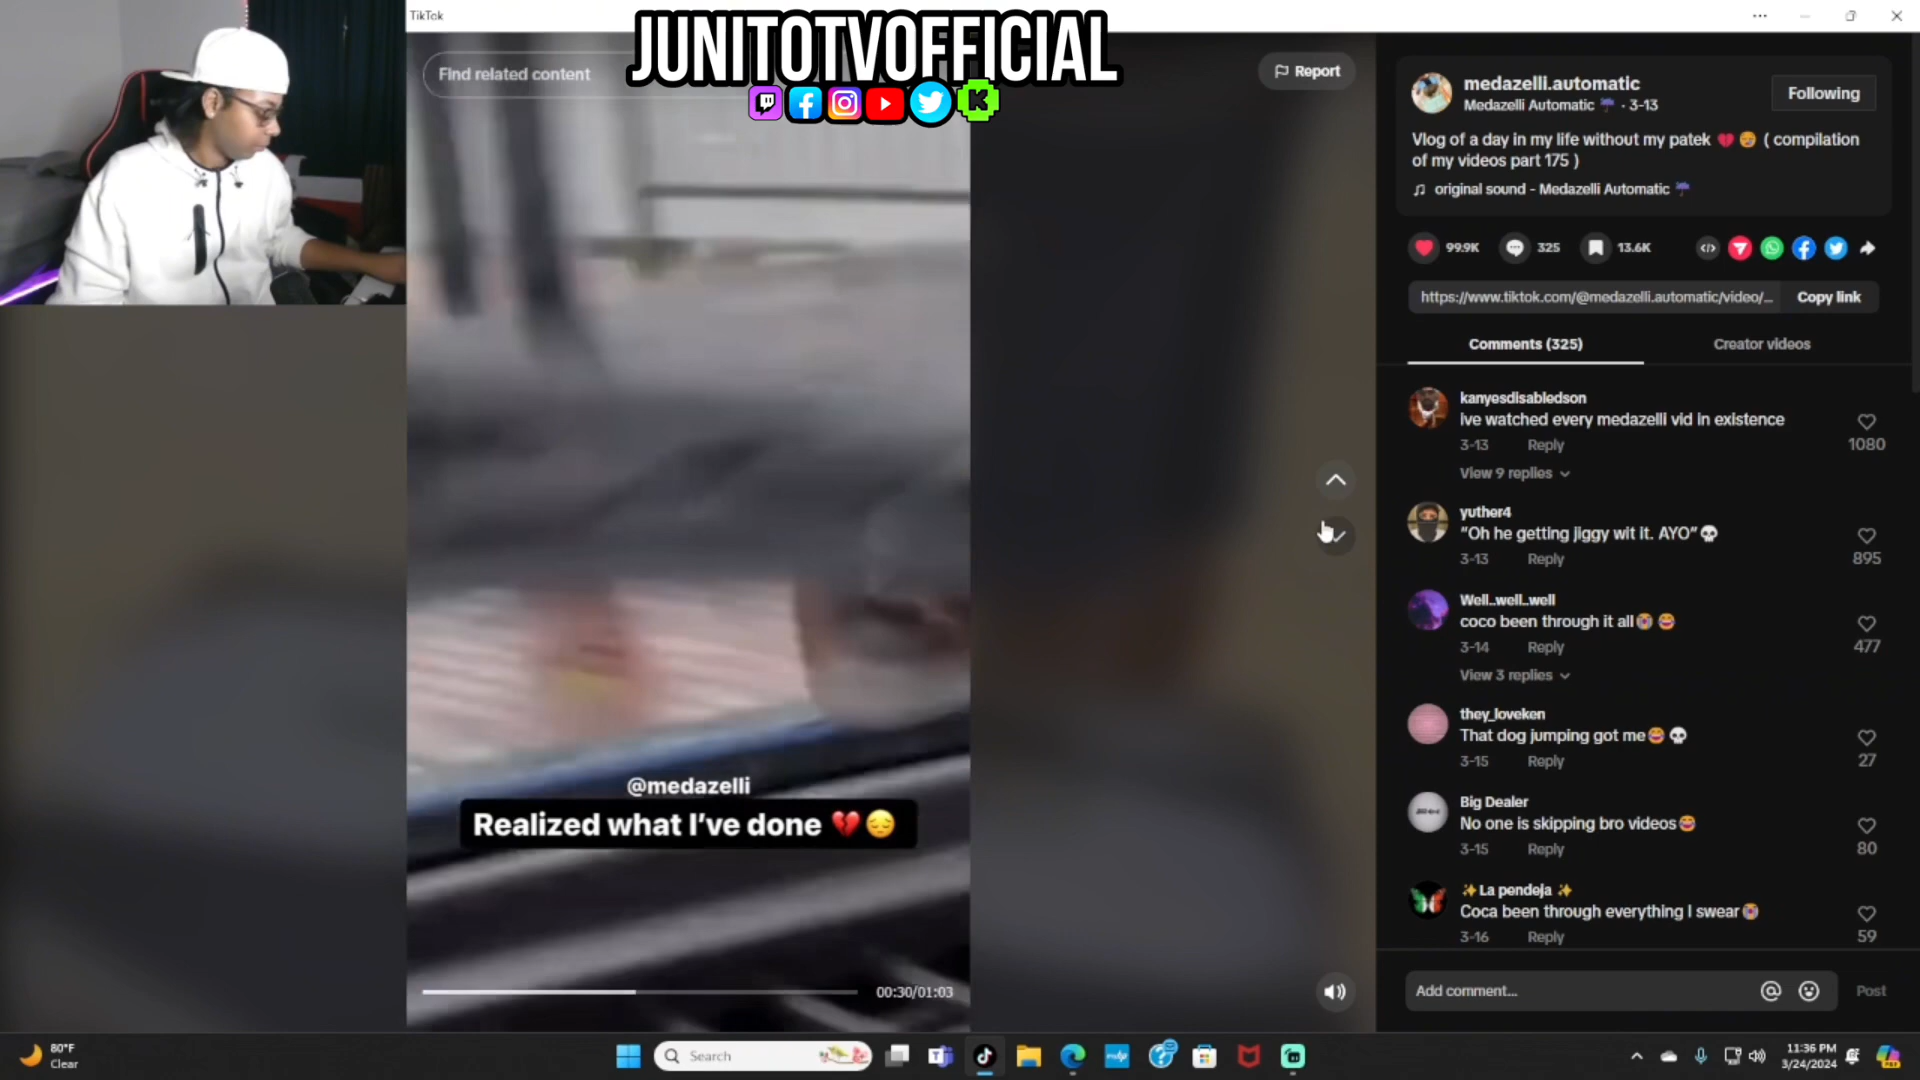 TikTok
JUNITOTVOFFICIAL
Find related content
Report
medazelli.automatic
Medazelli Automatic ☔ · 3-13
Following
Vlog of a day in my life without my patek 💔 😔 ( compilation
of my videos part 175 )
original sound - Medazelli Automatic ☔
99.9K
325
13.6K
https://www.tiktok.com/@medazelli.automatic/video/...
Copy link
Comments (325)
Creator videos
kanyesdisabledson
ive watched every medazelli vid in existence
3-13
Reply
1080
View 9 replies
yuther4
“Oh he getting jiggy wit it. AYO”💀
3-13
Reply
895
Well..well..well
coco been through it all😭 😂
3-14
Reply
477
View 3 replies
they_loveken
That dog jumping got me😂 💀
3-15
Reply
27
Big Dealer
No one is skipping bro videos😂
3-15
Reply
80
✨La pendeja ✨
Coca been through everything I swear😭
3-16
Reply
59
@medazelli
Realized what I’ve done 💔😔
00:30/01:03
Add comment...
Post
80°F
Clear
Search
11:36 PM
3/24/2024